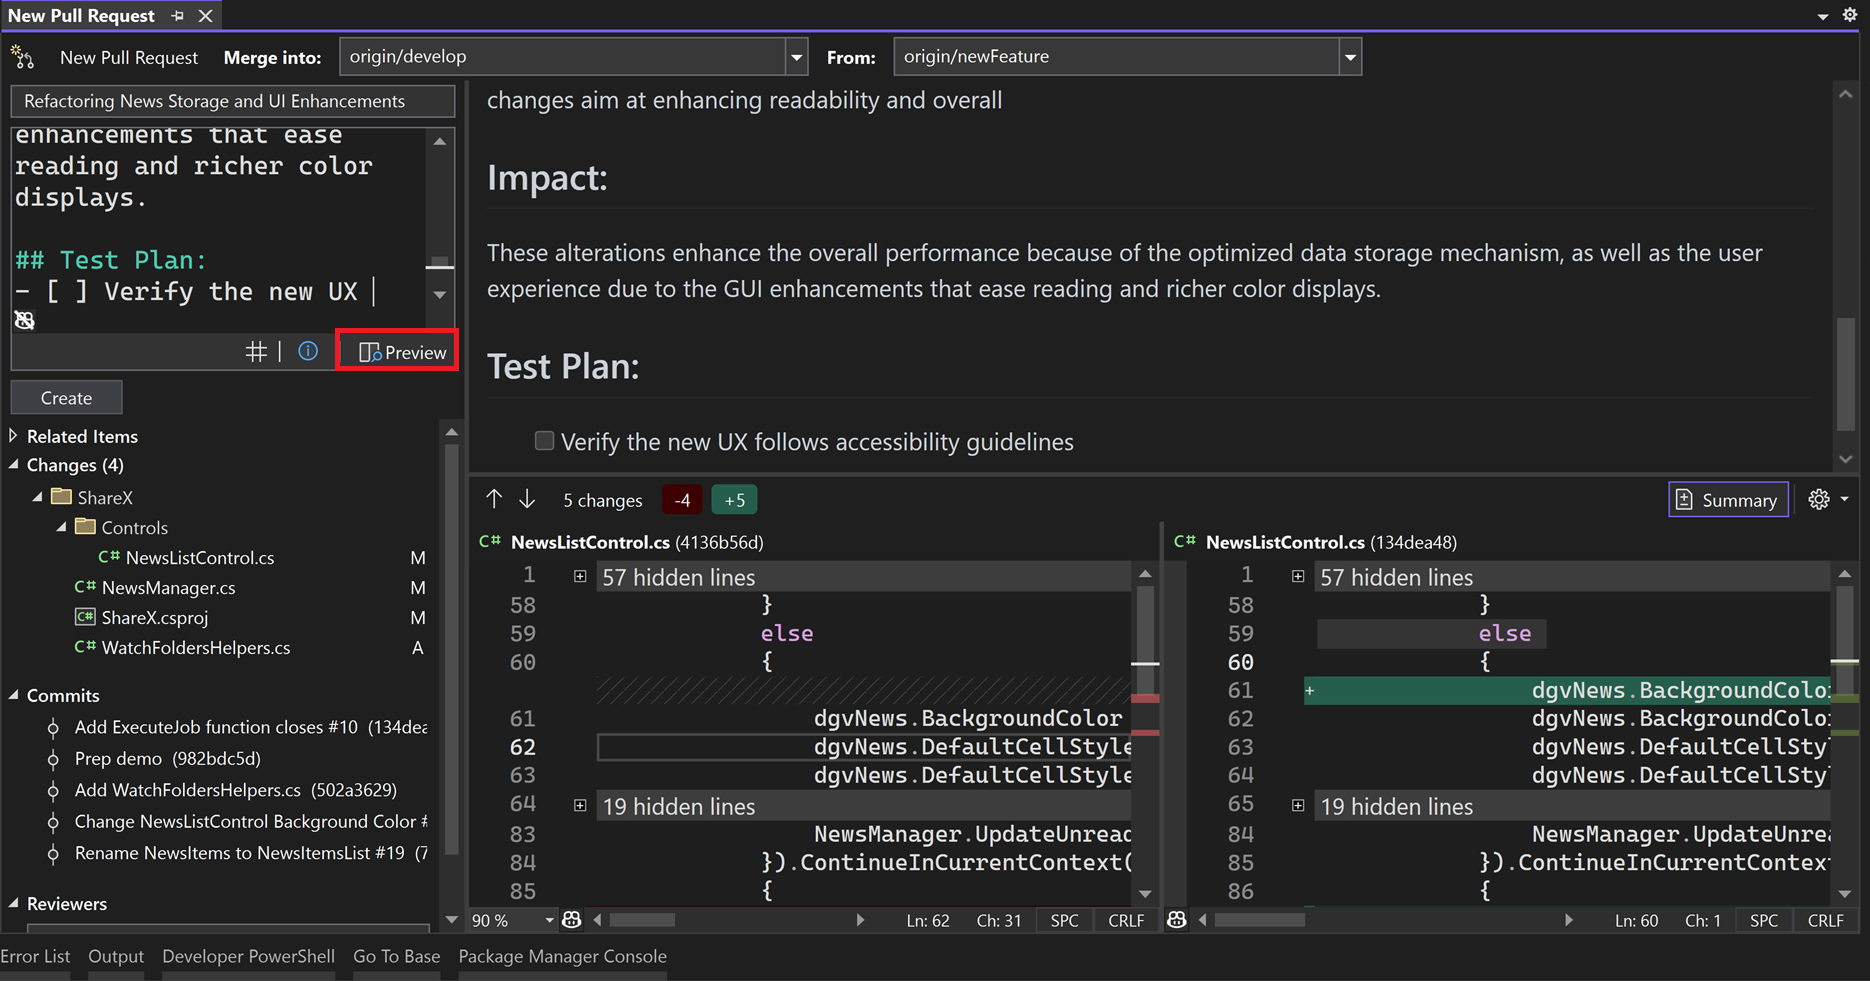 New Pull Request
New Pull Request Merge into: origin/develop From: origin/newFeature
Refactoring News Storage and UI Enhancements
enhancements that ease
reading and richer color
displays.
## Test Plan:
- [ ] Verify the new UX
Preview
Create
Related Items
Changes (4)
ShareX
Controls
C# NewsListControl.cs M
C# NewsManager.cs M
C# ShareX.csproj M
C# WatchFoldersHelpers.cs A
Commits
Add ExecuteJob function closes #10 (134dea
Prep demo (982bdc5d)
Add WatchFoldersHelpers.cs (502a3629)
Change NewsListControl Background Color #
Rename NewsItems to NewsItemsList #19 (7
Reviewers
changes aim at enhancing readability and overall
Impact:
These alterations enhance the overall performance because of the optimized data storage mechanism, as well as the user
experience due to the GUI enhancements that ease reading and richer color displays.
Test Plan:
Verify the new UX follows accessibility guidelines
5 changes -4 +5 Summary
C# NewsListControl.cs (4136b56d)
1 57 hidden lines
58 }
59 else
60 {
61 dgvNews.BackgroundColor
62 dgvNews.DefaultCellStyle
63 dgvNews.DefaultCellStyle
64 19 hidden lines
83 NewsManager.UpdateUnread
84 }).ContinueInCurrentContext(
85 {
90 % Ln: 62 Ch: 31 SPC CRLF
C# NewsListControl.cs (134dea48)
1 57 hidden lines
58 }
59 else
60 {
61 + dgvNews.BackgroundColo
62 dgvNews.BackgroundColo
63 dgvNews.DefaultCellSty
64 dgvNews.DefaultCellSty
65 19 hidden lines
84 NewsManager.UpdateUnre
85 }).ContinueInCurrentContex
86 {
Ln: 60 Ch: 1 SPC CRLF
Error List Output Developer PowerShell Go To Base Package Manager Console